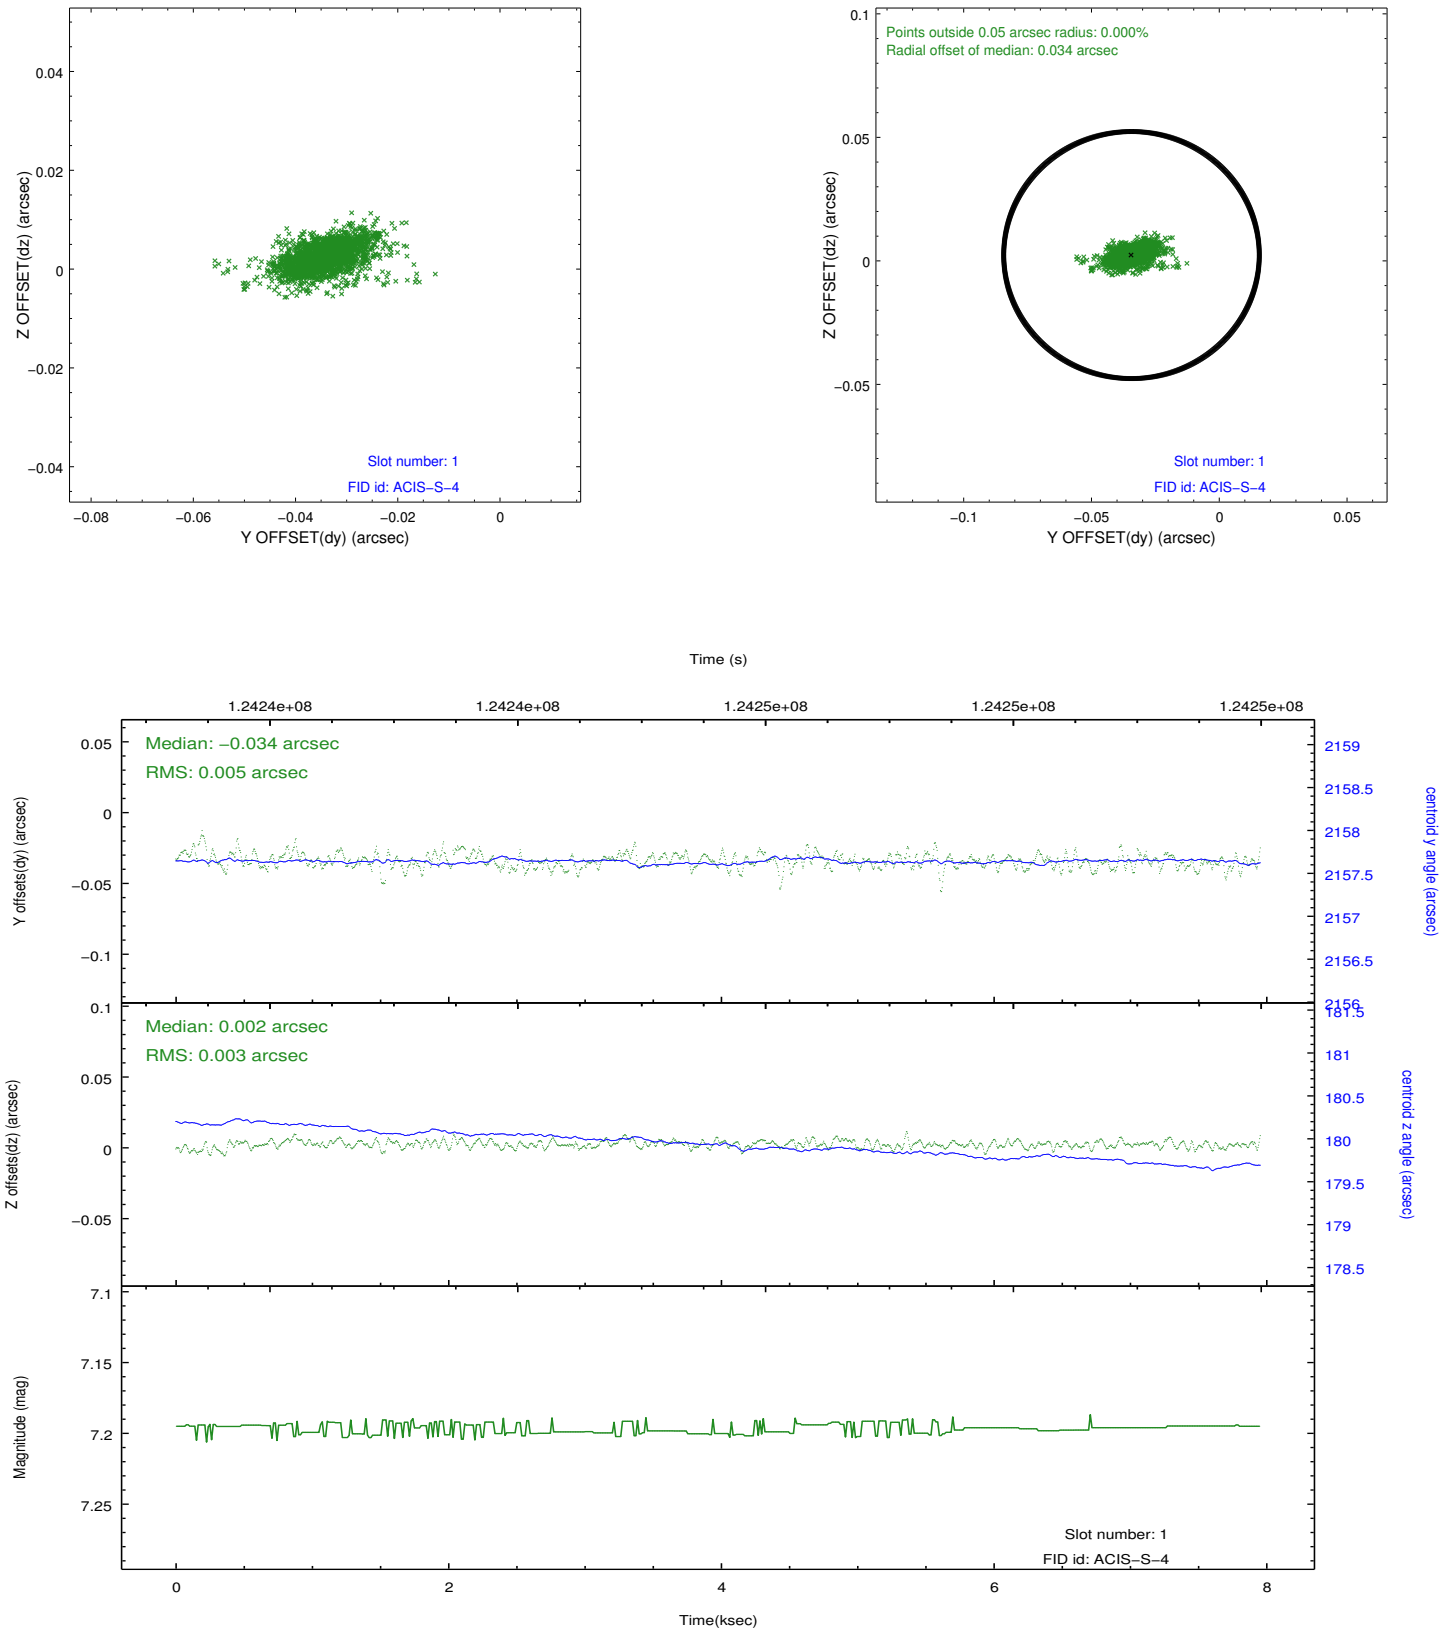 0.04
0.02
0
−0.02
−0.04
Z OFFSET(dz) (arcsec)
Slot number: 1
FID id: ACIS−S−4
−0.08
−0.06
−0.04
−0.02
0
Y OFFSET(dy) (arcsec)
0.1
0.05
0
−0.05
Z OFFSET(dz) (arcsec)
Points outside 0.05 arcsec radius: 0.000%
Radial offset of median: 0.034 arcsec
Slot number: 1
FID id: ACIS−S−4
−0.1
−0.05
0
0.05
Y OFFSET(dy) (arcsec)
Time (s)
1.2424e+08
1.2424e+08
1.2425e+08
1.2425e+08
1.2425e+08
0.05
0
−0.05
−0.1
Y offsets(dy) (arcsec)
Median: −0.034 arcsec
RMS: 0.005 arcsec
2159
2158.5
2158
2157.5
2157
2156.5
2156
centroid y angle (arcsec)
0.1
0.05
0
−0.05
Z offsets(dz) (arcsec)
Median: 0.002 arcsec
RMS: 0.003 arcsec
181.5
181
180.5
180
179.5
179
178.5
centroid z angle (arcsec)
7.1
7.15
7.2
7.25
Magnitude (mag)
Slot number: 1
FID id: ACIS−S−4
0
2
4
6
8
Time(ksec)